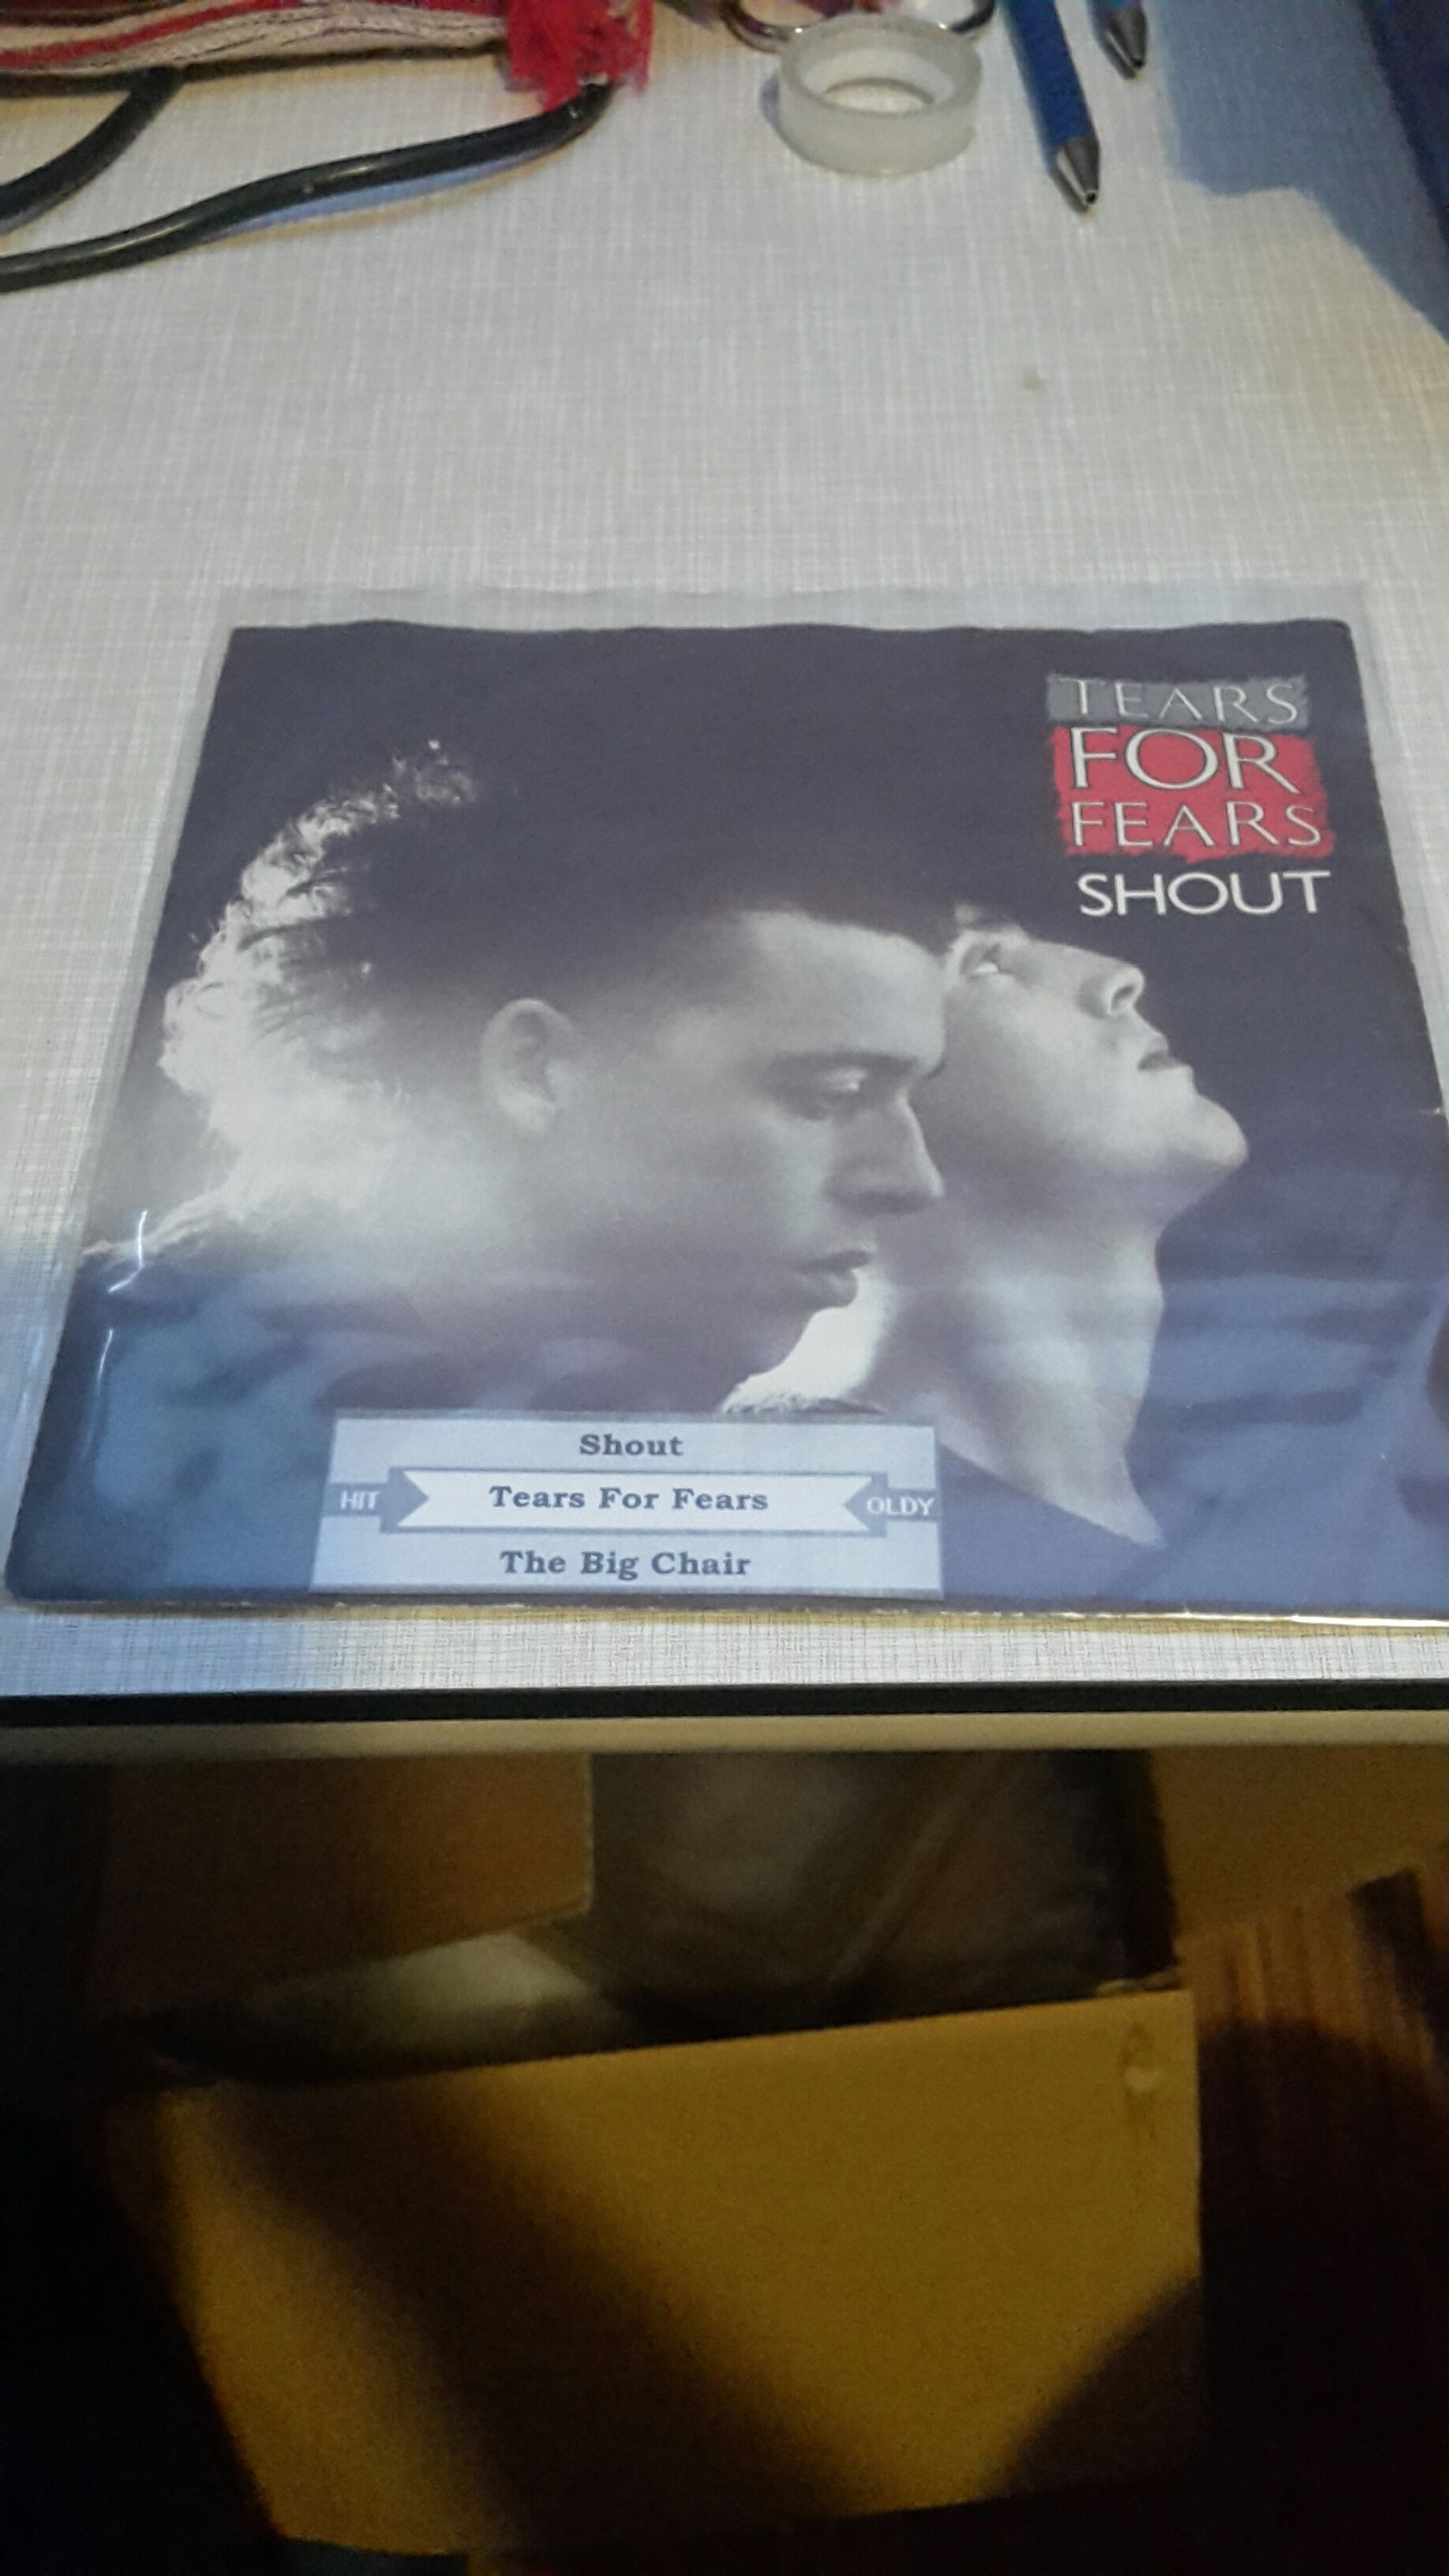 TEARS
FOR
FEARS
SHOUT
Shout
HIT Tears For Fears OLDY
The Big Chair